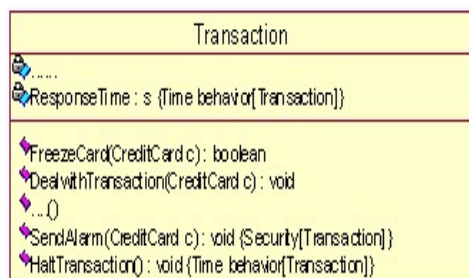 Transaction
......
ResponseTime : s {Time behavior[Transaction]}
FreezeCard(CreditCard c) : boolean
DealwithTransaction(CreditCard c) : void
...()
SendAlarm(CreditCard c) : void {Security[Transaction]}
HaltTransaction() : void {Time behavior[Transaction]}